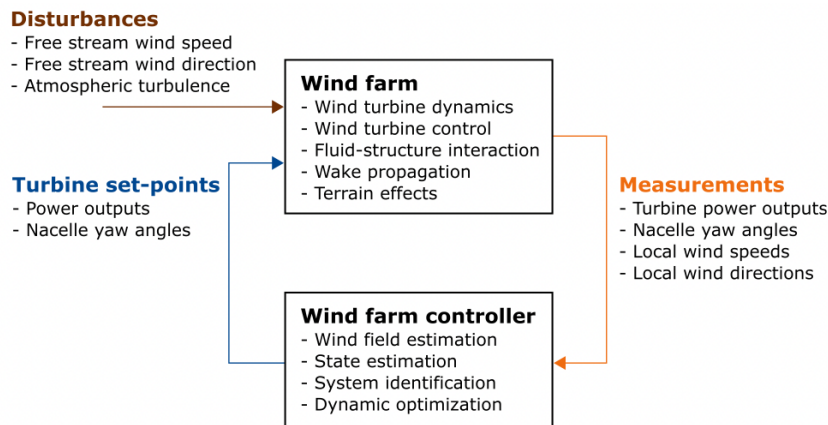 Disturbances
- Free stream wind speed
- Free stream wind direction
- Atmospheric turbulence
Wind farm
- Wind turbine dynamics
- Wind turbine control
- Fluid-structure interaction
- Wake propagation
- Terrain effects
Turbine set-points
- Power outputs
- Nacelle yaw angles
Measurements
- Turbine power outputs
- Nacelle yaw angles
- Local wind speeds
- Local wind directions
Wind farm controller
- Wind field estimation
- State estimation
- System identification
- Dynamic optimization